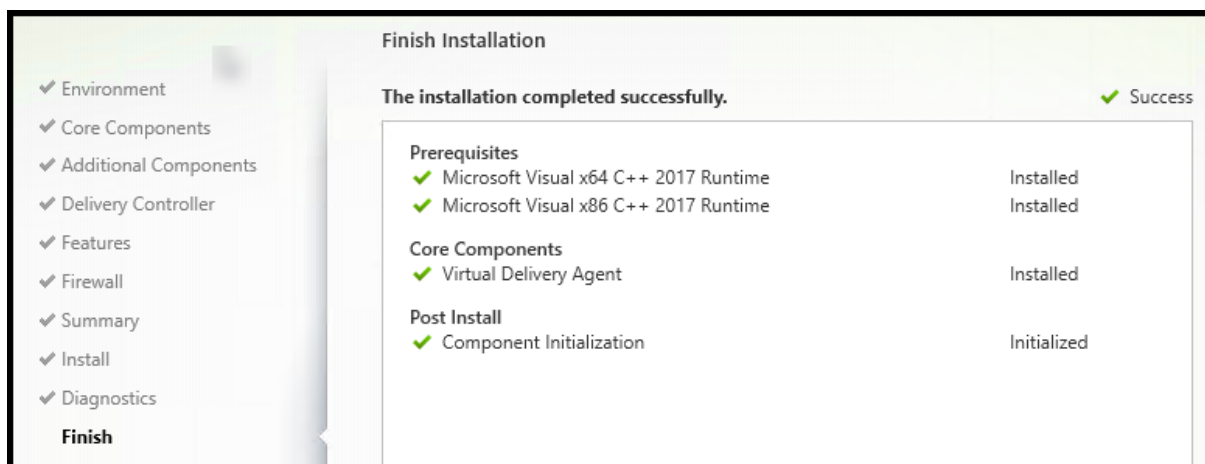 Finish Installation
Environment
Core Components
Additional Components
Delivery Controller
Features
Firewall
Summary
Install
Diagnostics
Finish
The installation completed successfully.
Success
Prerequisites
Microsoft Visual x64 C++ 2017 Runtime Installed
Microsoft Visual x86 C++ 2017 Runtime Installed
Core Components
Virtual Delivery Agent Installed
Post Install
Component Initialization Initialized